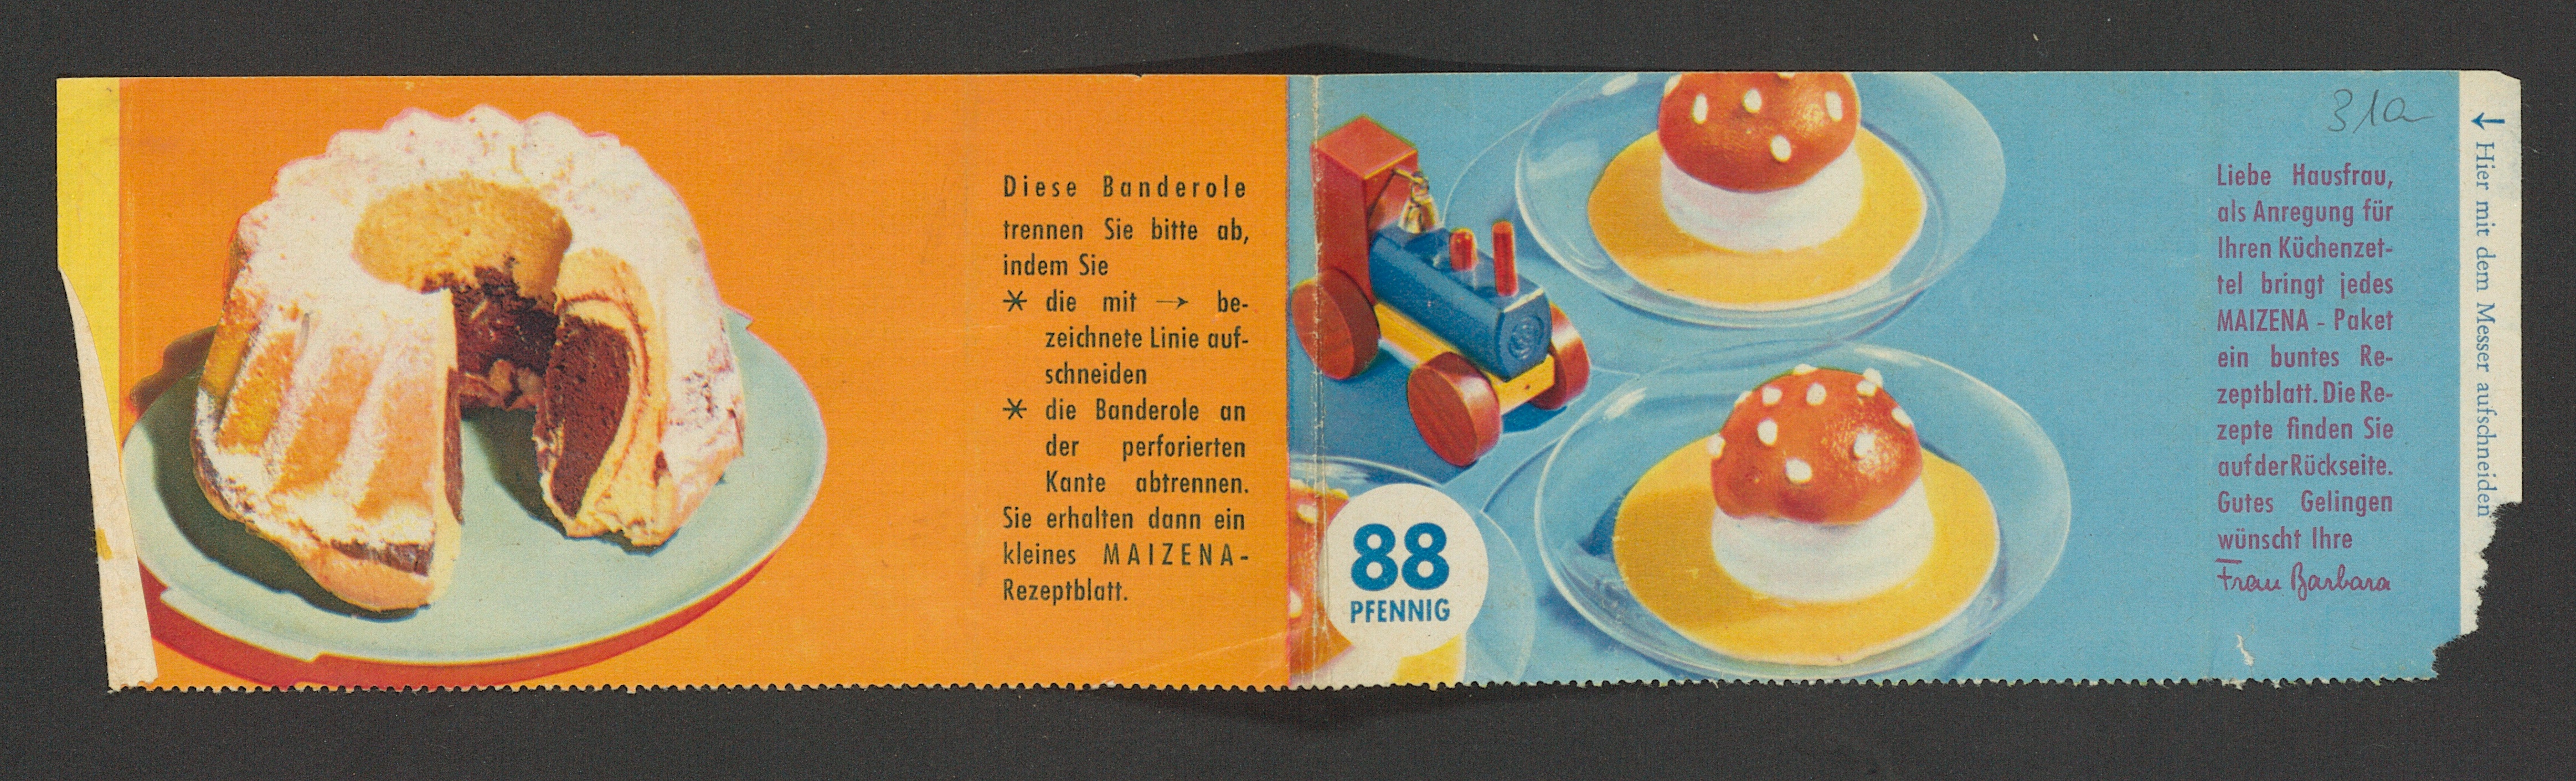 Diese Banderole
trennen Sie bitte ab,
indem Sie
* die mit → be-
zeichnete Linie auf-
schneiden
* die Banderole an
der perforierten
Kante abtrennen.
Sie erhalten dann ein
kleines MAIZENA-
Rezeptblatt.
88
PFENNIG
31a
Liebe Hausfrau,
als Anregung für
Ihren Küchenzet-
tel bringt jedes
MAIZENA - Paket
ein buntes Re-
zeptblatt. Die Re-
zepte finden Sie
auf der Rückseite.
Gutes Gelingen
wünscht Ihre
Frau Barbara
← Hier mit dem Messer aufschneiden